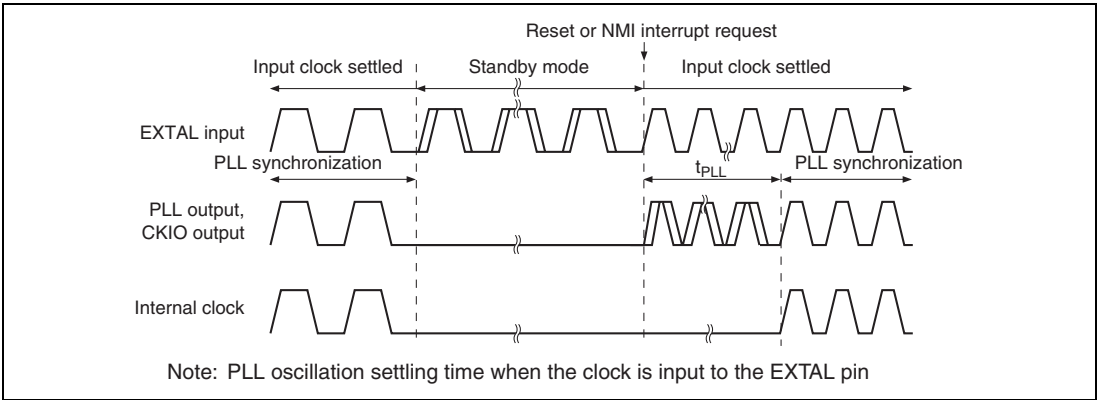 Reset or NMI interrupt request
Input clock settled
Standby mode
Input clock settled
EXTAL input
PLL synchronization
tPLL
PLL synchronization
PLL output,
CKIO output
Internal clock
Note: PLL oscillation settling time when the clock is input to the EXTAL pin